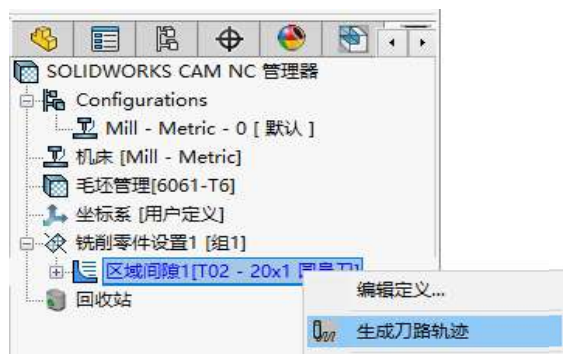 SOLIDWORKS CAM NC 管理器
Configurations
Mill - Metric - 0 [ 默认 ]
机床 [Mill - Metric]
毛坯管理[6061-T6]
坐标系 [用户定义]
铣削零件设置1 [组1]
区域间隙1[T02 - 20x1
编辑定义...
回收站
生成刀路轨迹